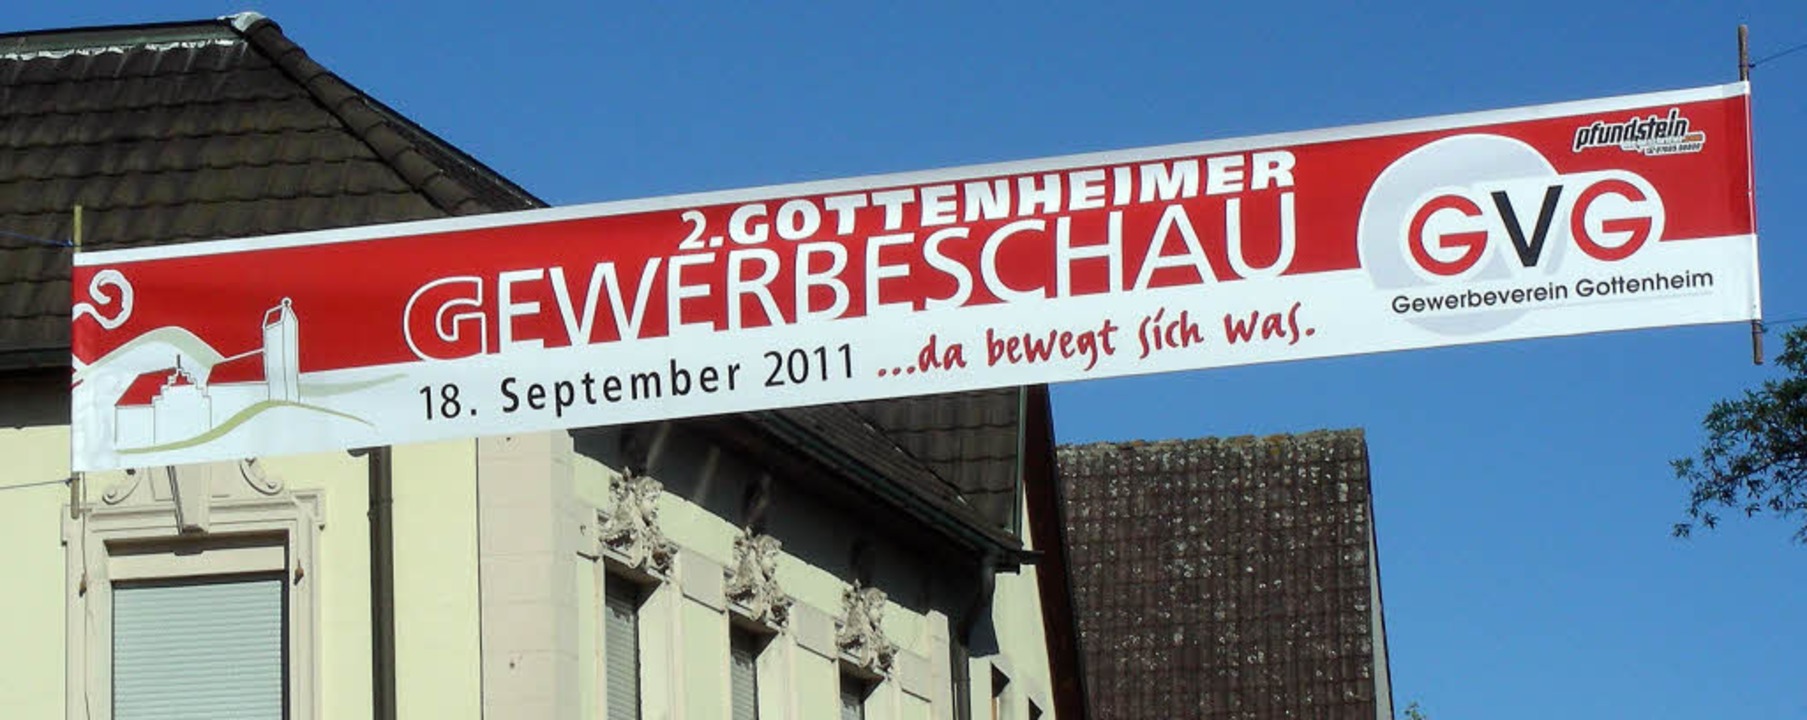 2. GOTTENHEIMER
GEWERBESCHAU
18. September 2011 ...da bewegt sich was.
pfundstein
GVG
Gewerbeverein Gottenheim